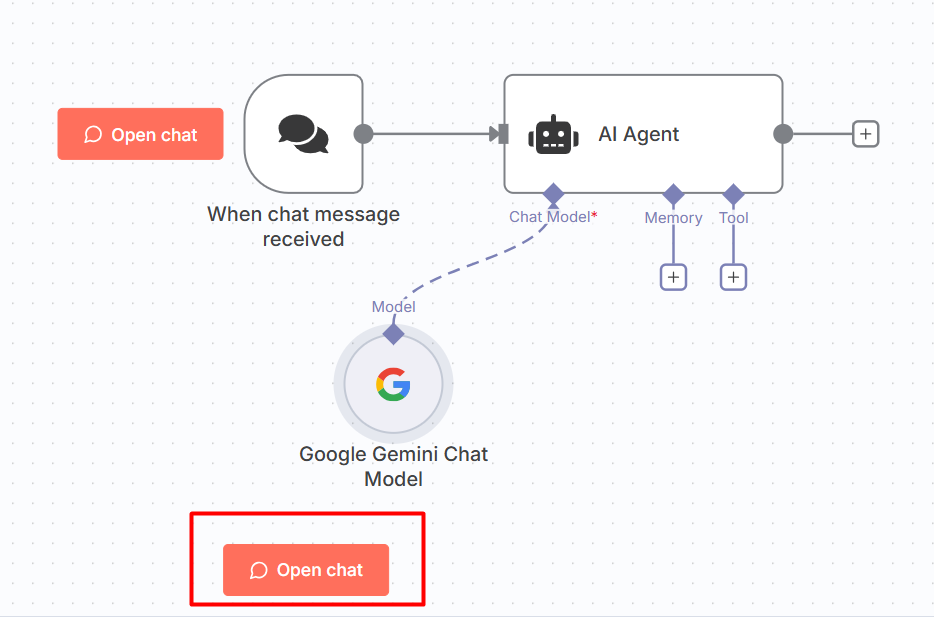 Open chat
AI Agent
When chat message
received
Chat Model*
Memory
Tool
Model
Google Gemini Chat
Model
Open chat